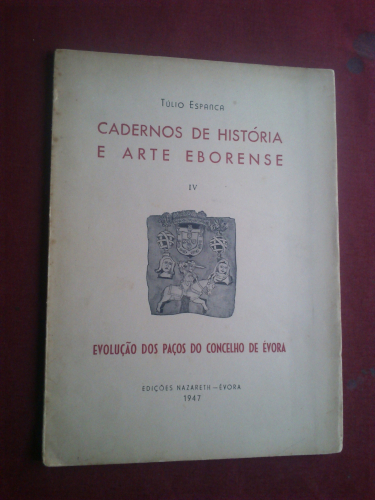 Túlio Espanca
CADERNOS DE HISTÓRIA
E ARTE EBORENSE
IV
EVOLUÇÃO DOS PAÇOS DO CONCELHO DE ÉVORA
EDIÇÕES NAZARETH — ÉVORA
1947